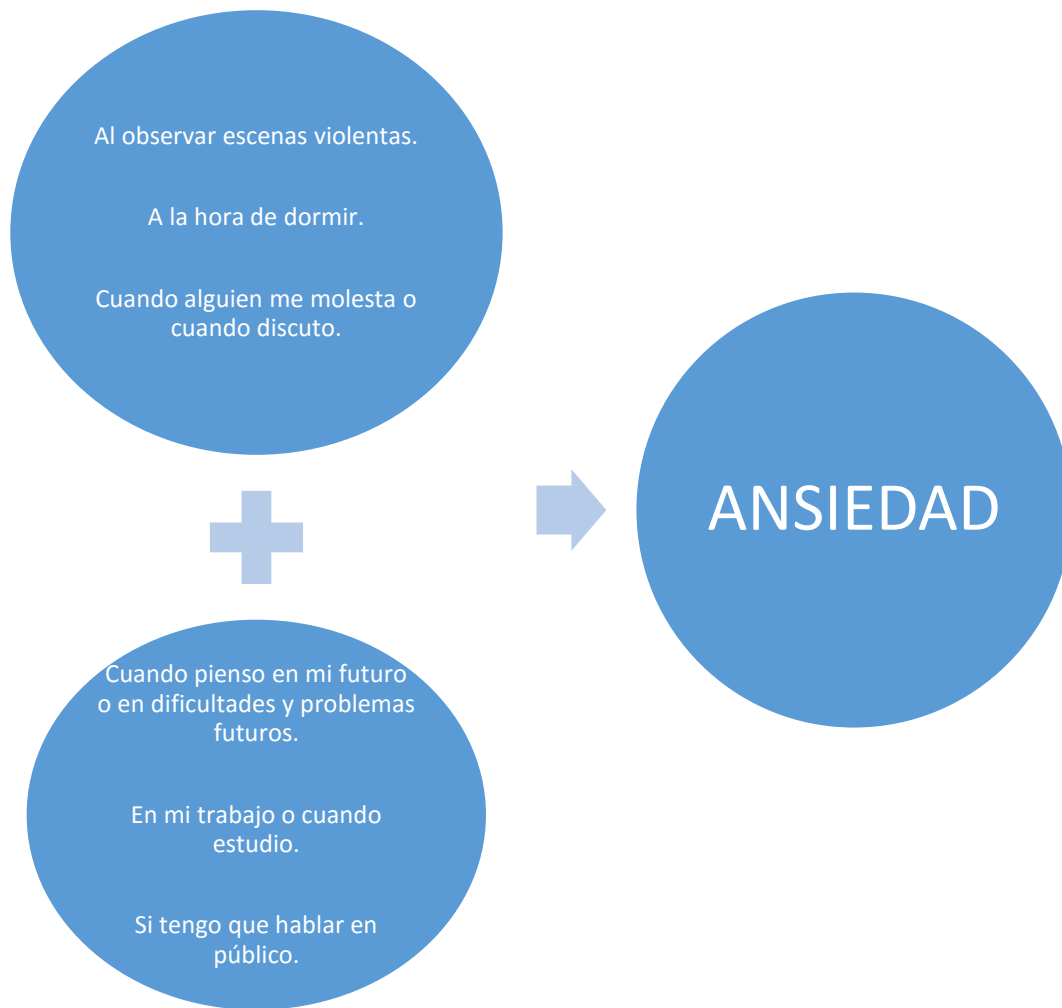 Al observar escenas violentas.
A la hora de dormir.
Cuando alguien me molesta o
cuando discuto.
ANSIEDAD
Cuando pienso en mi futuro
o en dificultades y problemas
futuros.
En mi trabajo o cuando
estudio.
Si tengo que hablar en
público.